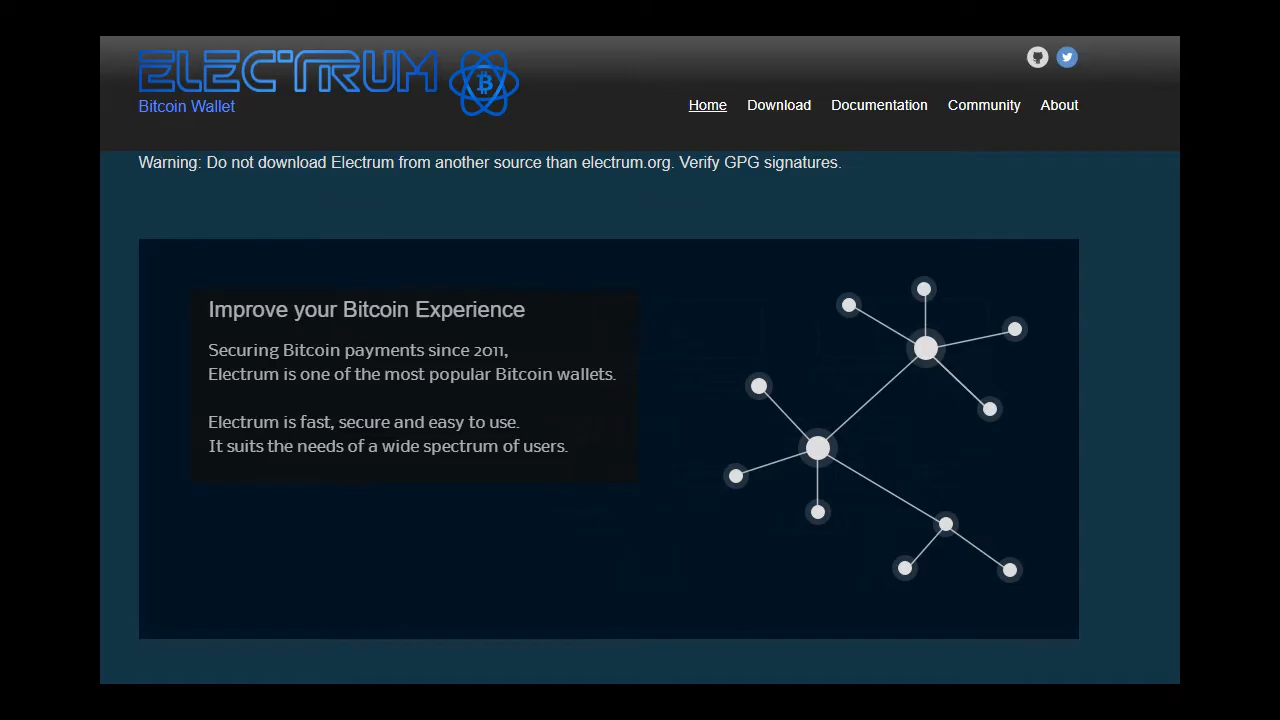 ELECTRUM
Bitcoin Wallet
Home Download Documentation Community About
Warning: Do not download Electrum from another source than electrum.org. Verify GPG signatures.
Improve your Bitcoin Experience
Securing Bitcoin payments since 2011,
Electrum is one of the most popular Bitcoin wallets.
Electrum is fast, secure and easy to use.
It suits the needs of a wide spectrum of users.